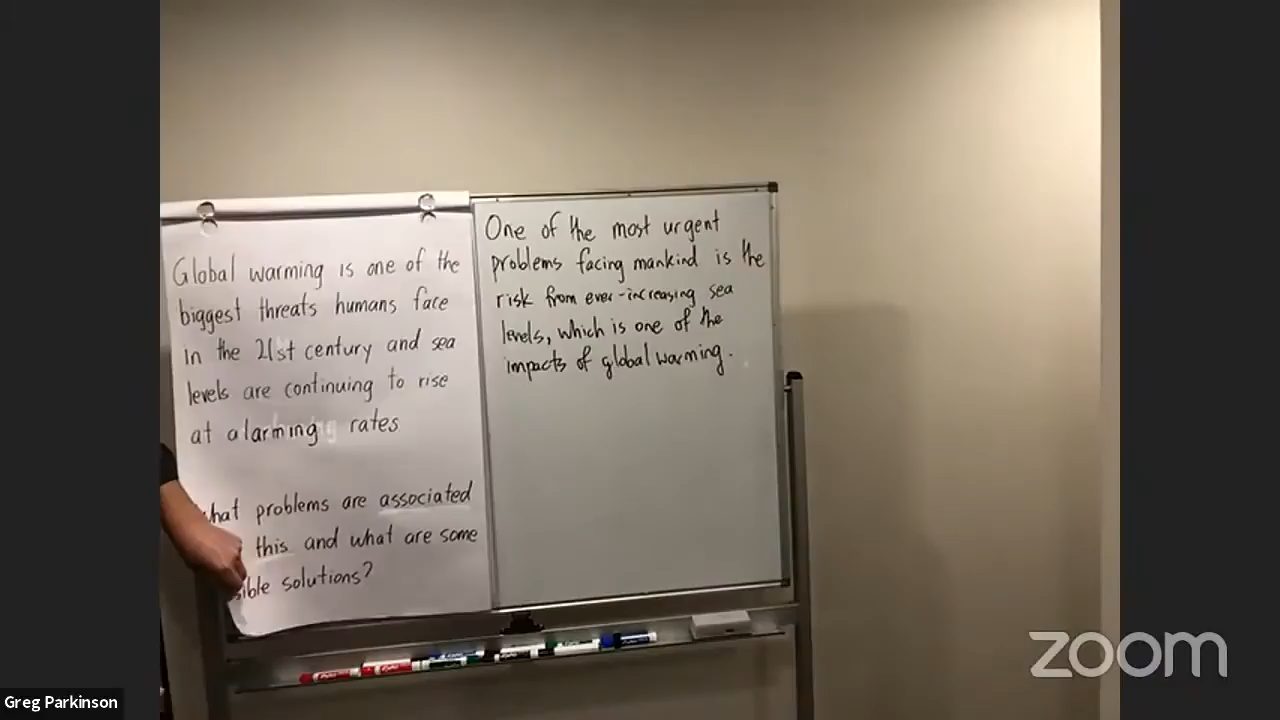 Global warming is one of the
biggest threats humans face
in the 21st century and sea
levels are continuing to rise
at alarming rates
hat problems are associated
this and what are some
sible solutions?
One of the most urgent
problems facing mankind is the
risk from ever-increasing sea
levels, which is one of the
impacts of global warming.
zoom
Greg Parkinson